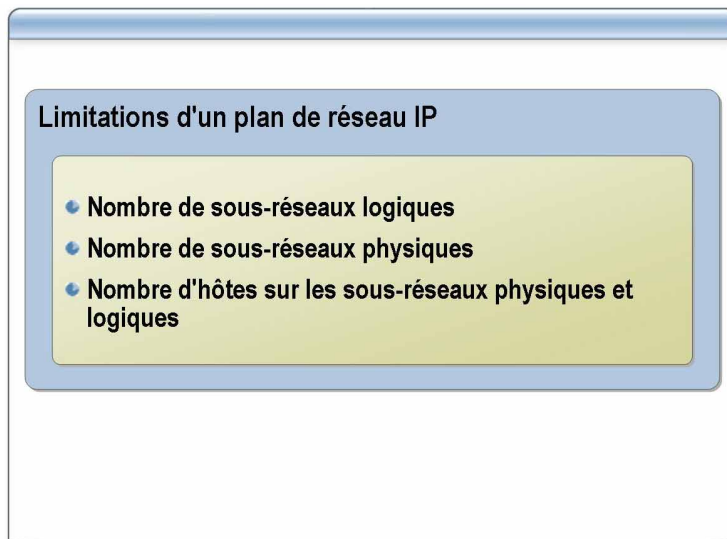 Limitations d'un plan de réseau IP
Nombre de sous-réseaux logiques
Nombre de sous-réseaux physiques
Nombre d'hôtes sur les sous-réseaux physiques et
logiques